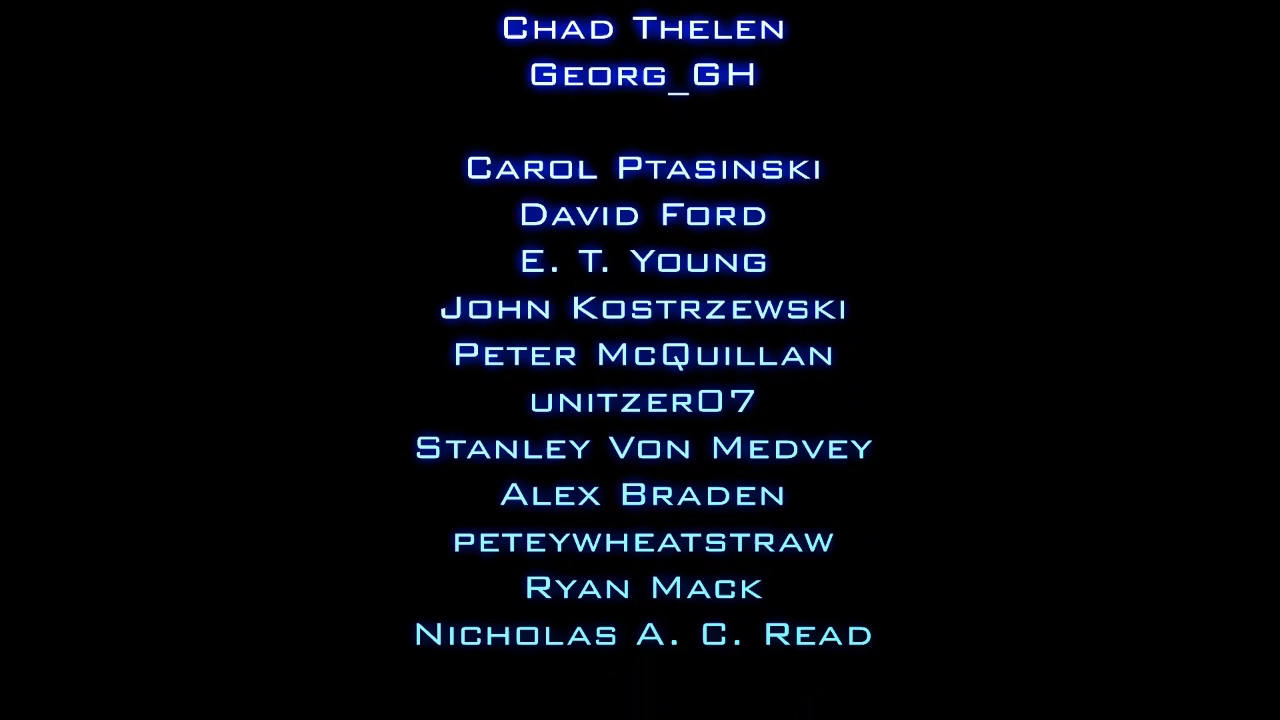 Chad Thelen
Georg_GH
Carol Ptasinski
David Ford
E. T. Young
John Kostrzewski
Peter McQuillan
unitzer07
Stanley Von Medvey
Alex Braden
peteywheatstraw
Ryan Mack
Nicholas A. C. Read